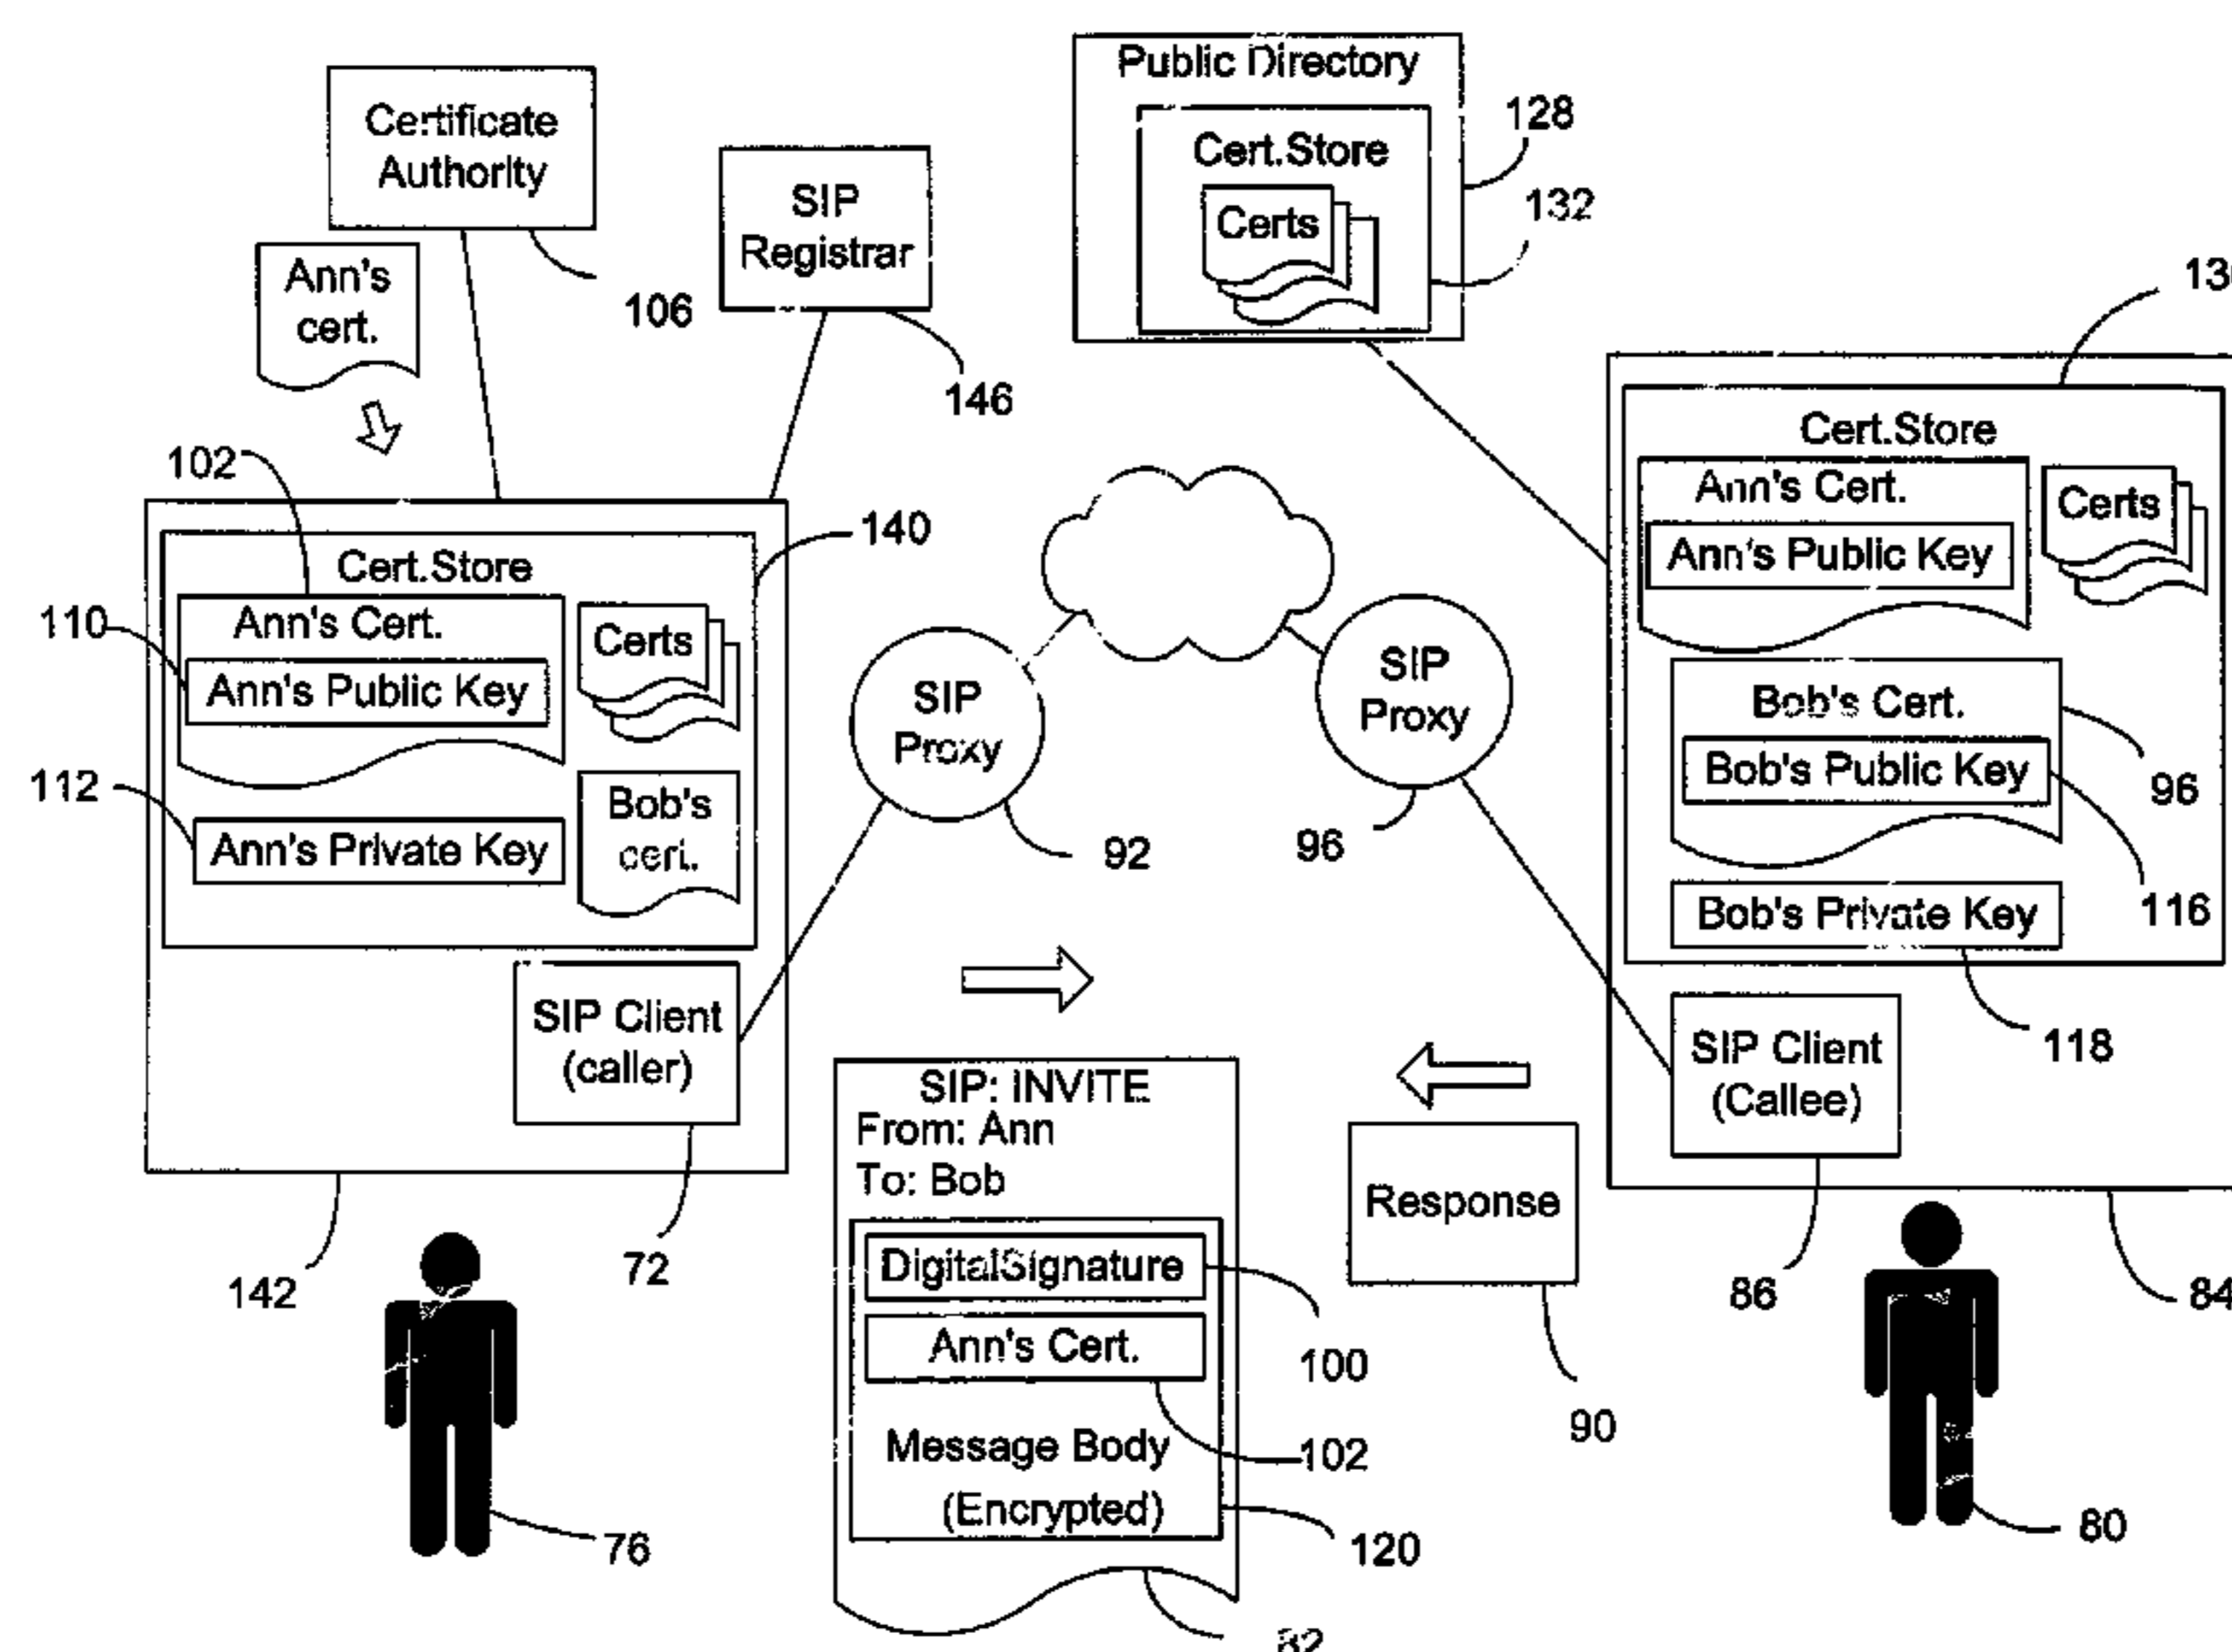 Certificate
Authority
106
Ann's
cert.
SIP
Registrar
146
Public Directory
Cert.Store
Certs
128
132
102
140
Cert.Store
Ann's Cert.
110
Ann's Public Key
Certs
112
Ann's Private Key
Bob's
cert.
SIP Client
(caller)
142
72
76
SIP
Proxy
92
SIP
Proxy
96
Cert.Store
Ann's Cert.
Ann's Public Key
Certs
Bob's Cert.
96
Bob's Public Key
116
Bob's Private Key
118
SIP Client
(Callee)
86
84
80
SIP: INVITE
From: Ann
To: Bob
DigitalSignature
100
Ann's Cert.
102
Message Body
(Encrypted)
120
Response
90